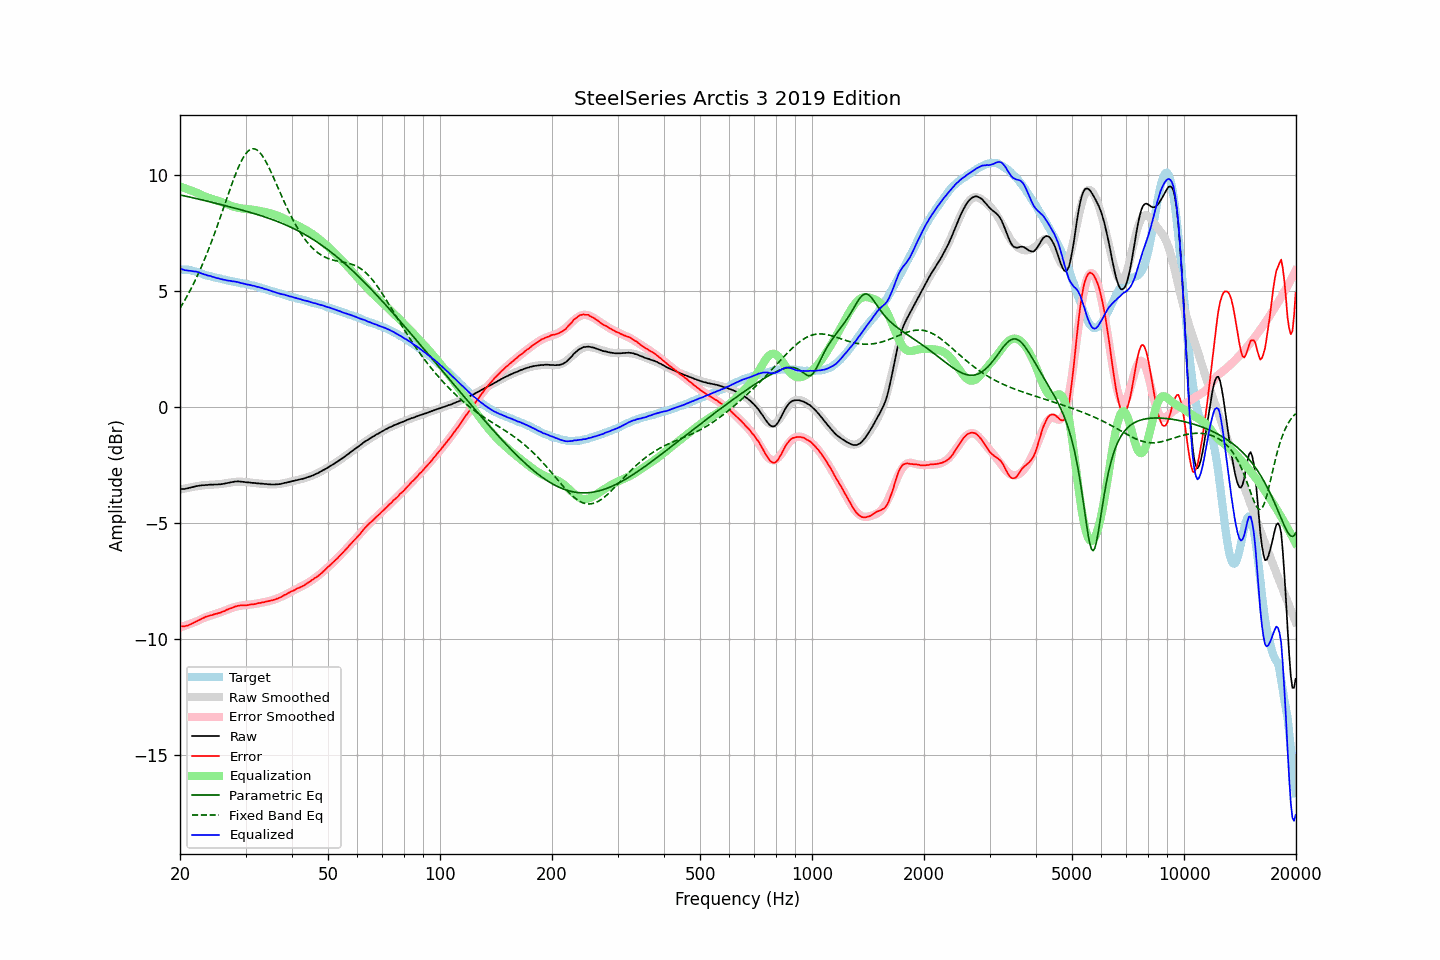 SteelSeries Arctis 3 2019 Edition
10
5
0
−5
−10
−15
Amplitude (dBr)
Target
Raw Smoothed
Error Smoothed
Raw
Error
Equalization
Parametric Eq
Fixed Band Eq
Equalized
20 50 100 200 500 1000 2000 5000 10000 20000
Frequency (Hz)